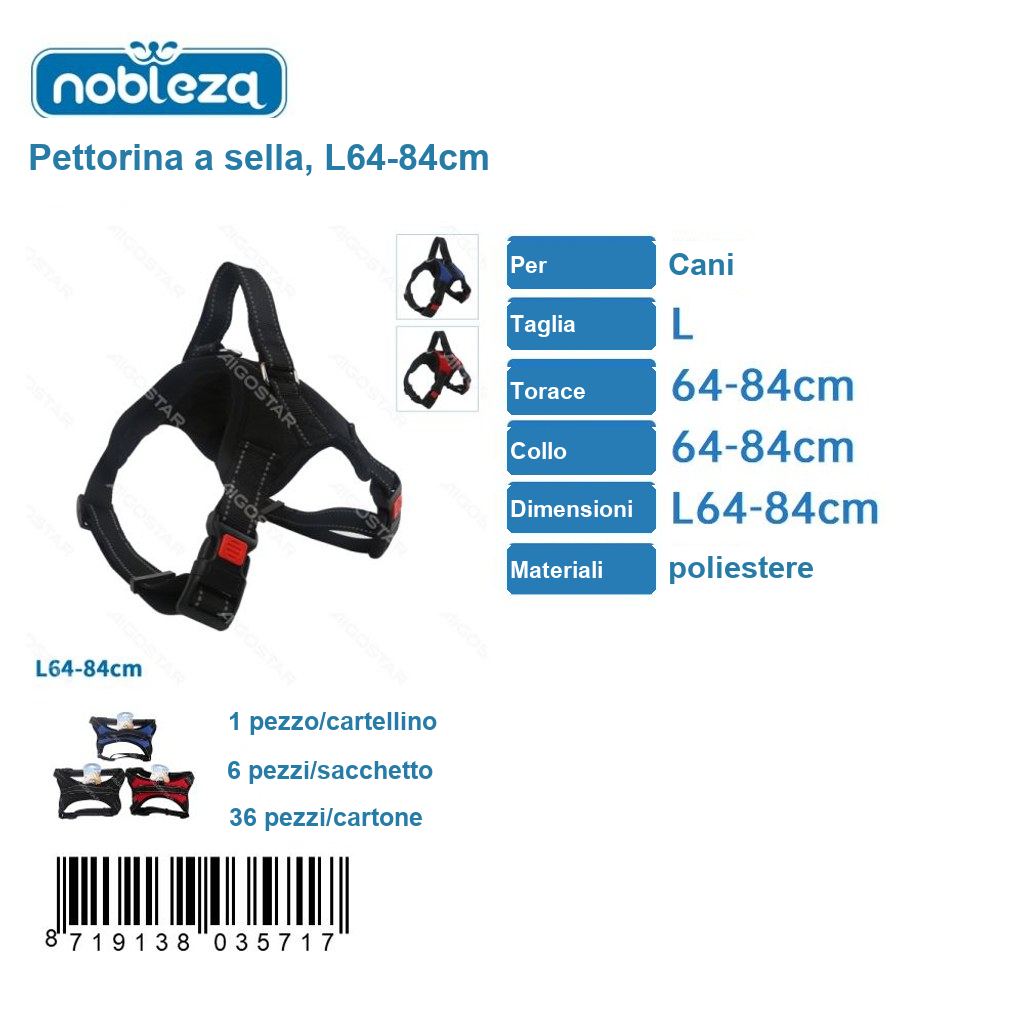 nobleza
Pettorina a sella, L64-84cm
AIGOSTAR
Per Cani
Taglia L
Torace 64-84cm
Collo 64-84cm
Dimensioni L64-84cm
Materiali poliestere
L64-84cm
1 pezzo/cartellino
6 pezzi/sacchetto
36 pezzi/cartone
8 719138 035717